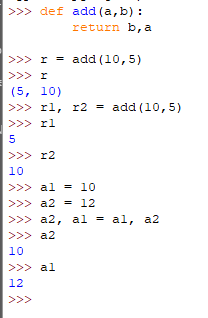 >>> def add(a,b):
        return b,a

>>> r = add(10,5)
>>> r
(5, 10)
>>> r1, r2 = add(10,5)
>>> r1
5
>>> r2
10
>>> a1 = 10
>>> a2 = 12
>>> a2, a1 = a1, a2
>>> a2
10
>>> a1
12
>>>